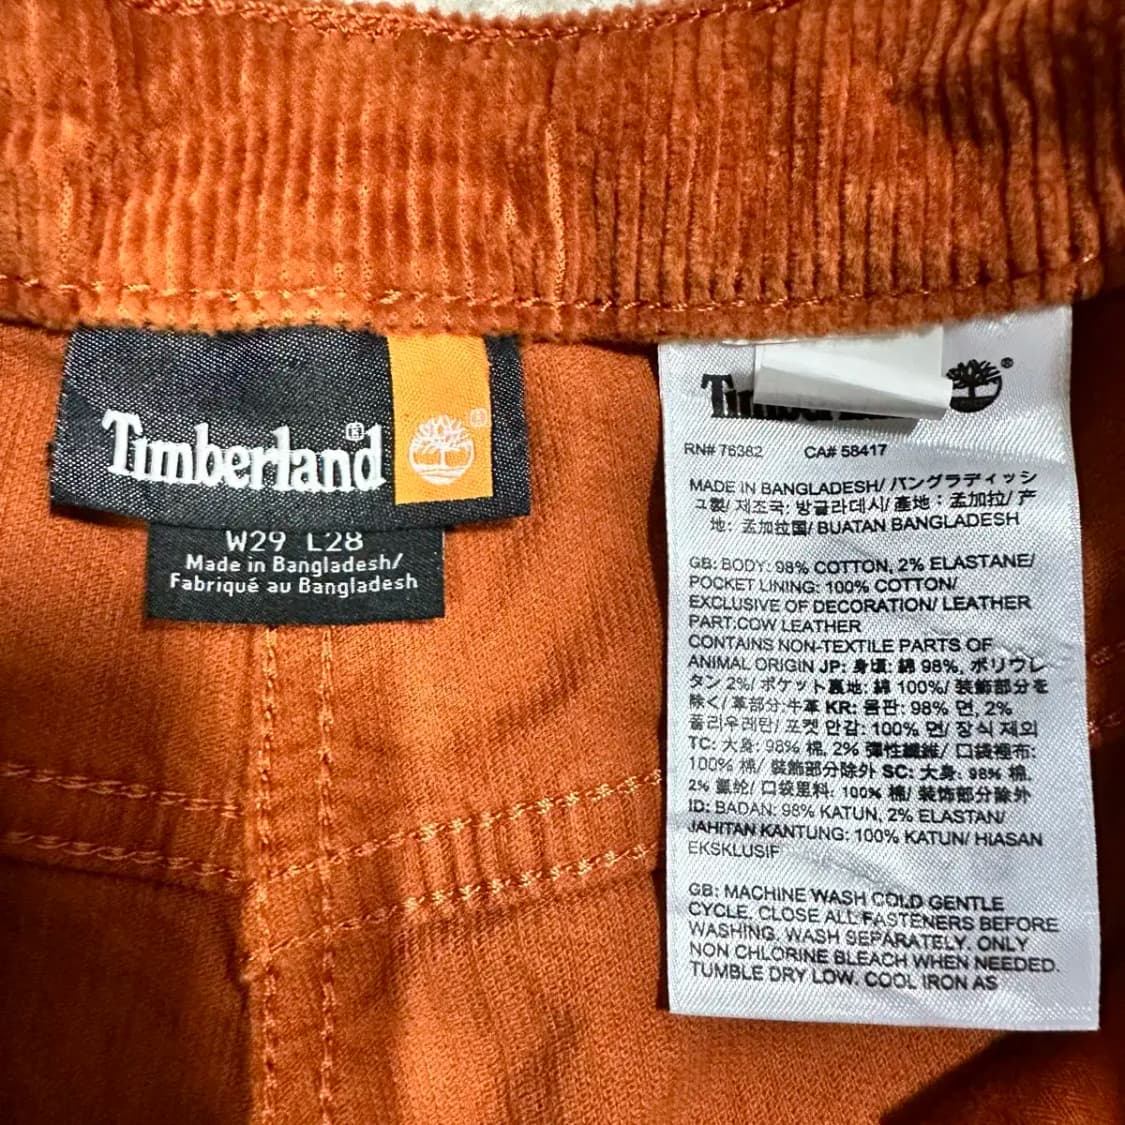 Timberland
W29 L28
Made in Bangladesh/
Fabriqué au Bangladesh
RN# 76382 CA# 58417
MADE IN BANGLADESH/ バングラディッシ
ュ製/ 제조국: 방글라데시/ 產地：孟加拉/ 产
地：孟加拉国/ BUATAN BANGLADESH
GB: BODY: 98% COTTON, 2% ELASTANE/
POCKET LINING: 100% COTTON/
EXCLUSIVE OF DECORATION/ LEATHER
PART:COW LEATHER
CONTAINS NON-TEXTILE PARTS OF
ANIMAL ORIGIN JP: 身頃: 綿 98%, ポリウレ
タン 2%/ ポケット裏地: 綿 100%/ 装飾部分を
除く/ 革部分:牛革 KR: 몸판: 98% 면, 2%
폴리우레탄/ 포켓 안감: 100% 면/ 장식 제외
TC: 大身: 98% 棉, 2% 彈性纖維/ 口袋裡布:
100% 棉/ 裝飾部分除外 SC: 大身: 98% 棉,
2% 氨纶/ 口袋里料: 100% 棉/ 装饰部分除外
ID: BADAN: 98% KATUN, 2% ELASTAN/
JAHITAN KANTUNG: 100% KATUN/ HIASAN
EKSKLUSIF
GB: MACHINE WASH COLD GENTLE
CYCLE. CLOSE ALL FASTENERS BEFORE
WASHING. WASH SEPARATELY. ONLY
NON CHLORINE BLEACH WHEN NEEDED.
TUMBLE DRY LOW. COOL IRON AS